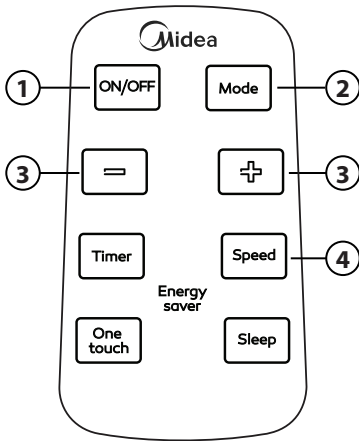 Midea
1 ON/OFF Mode 2
3 − + 3
Timer Speed 4
Energy
saver
One
touch
Sleep